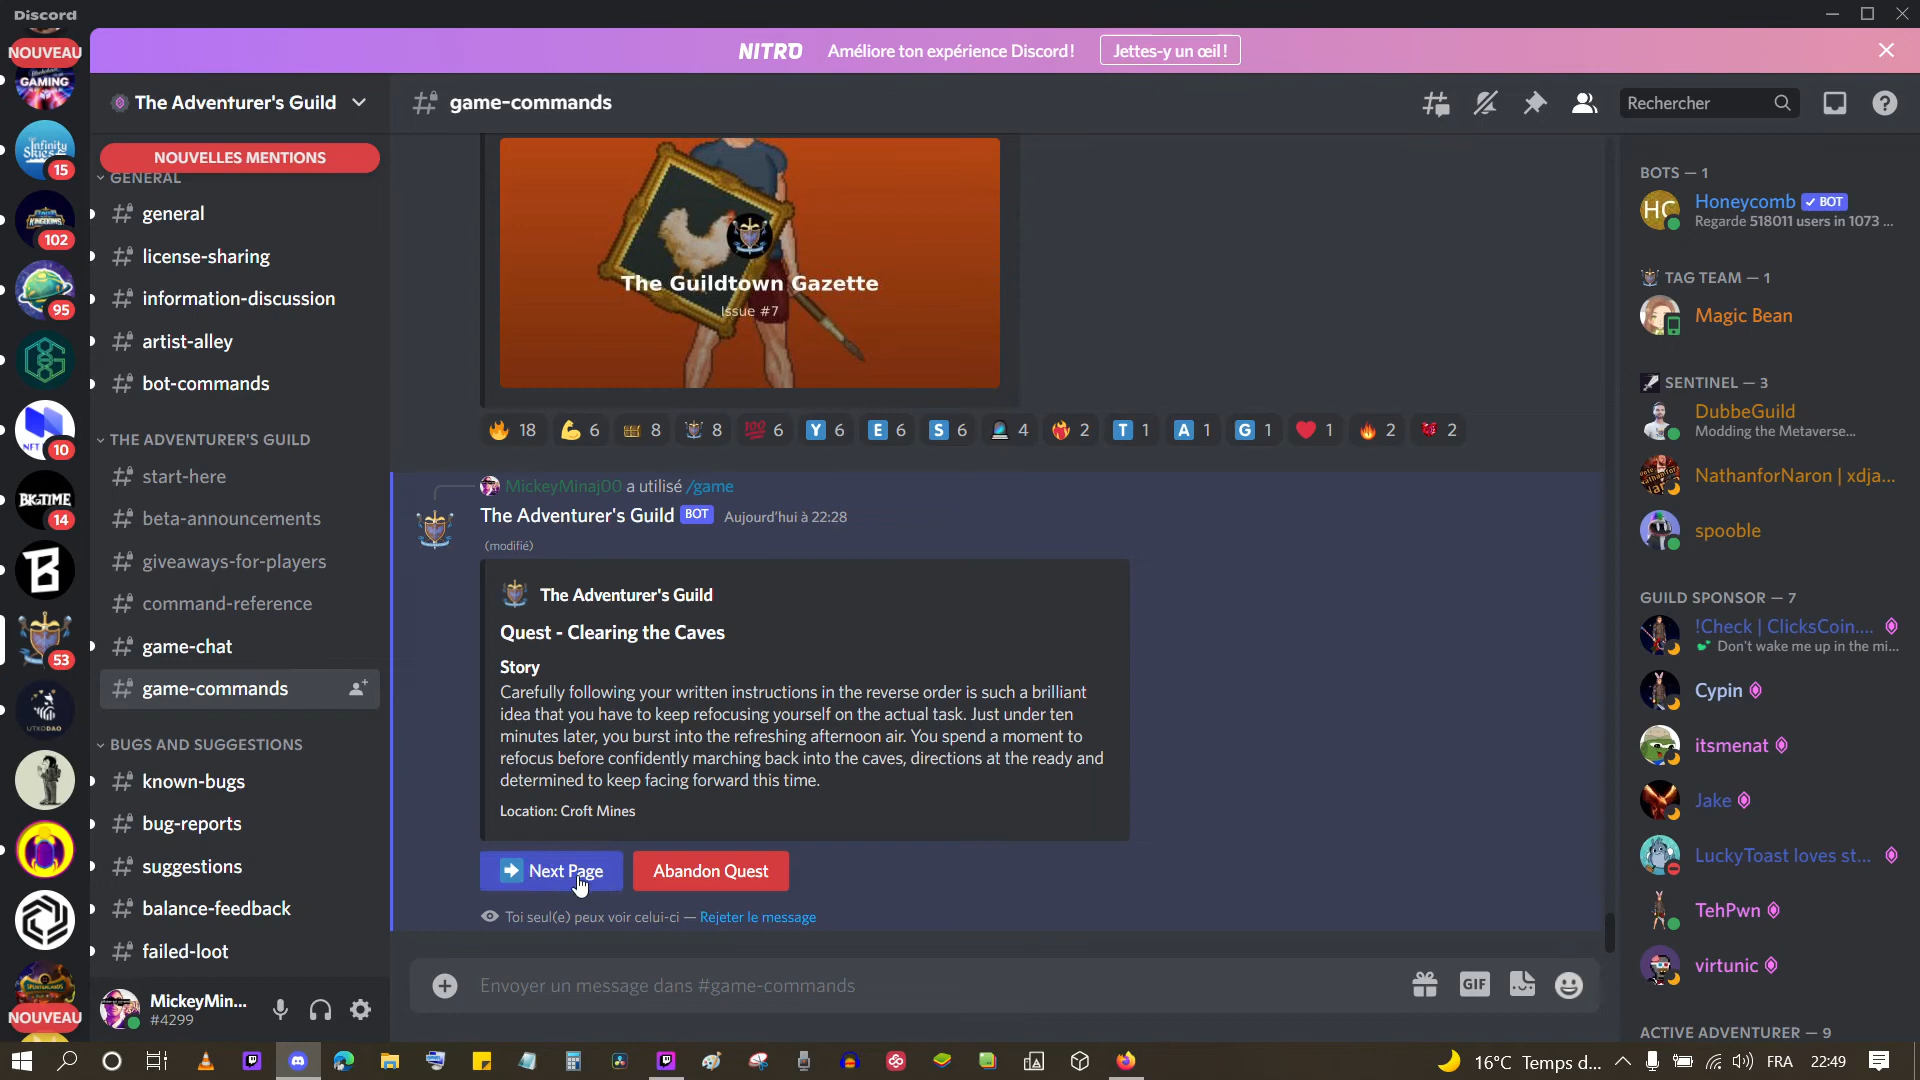 Discord
NOUVEAU
GAMING
Infinity
Skies
15
KINGDOMS
102
95
NFT
10
BIGTIME
14
53
UTXODAO
SPLINTERLANDS
NOUVEAU
NITRO
Améliore ton expérience Discord !
Jettes-y un œil !
The Adventurer's Guild
NOUVELLES MENTIONS
GENERAL
general
license-sharing
information-discussion
artist-alley
bot-commands
THE ADVENTURER'S GUILD
start-here
beta-announcements
giveaways-for-players
command-reference
game-chat
game-commands
BUGS AND SUGGESTIONS
known-bugs
bug-reports
suggestions
balance-feedback
failed-loot
MickeyMin...
#4299
game-commands
Rechercher
The Guildtown Gazette
Issue #7
18 6 8 8 100 6 Y 6 E 6 S 6 4 2 T 1 A 1 G 1 1 2 2
MickeyMinaj00 a utilisé /game
The Adventurer's Guild BOT Aujourd'hui à 22:28
(modifié)
The Adventurer's Guild
Quest - Clearing the Caves
Story
Carefully following your written instructions in the reverse order is such a brilliant
idea that you have to keep refocusing yourself on the actual task. Just under ten
minutes later, you burst into the refreshing afternoon air. You spend a moment to
refocus before confidently marching back into the caves, directions at the ready and
determined to keep facing forward this time.
Location: Croft Mines
Next Page
Abandon Quest
Toi seul(e) peux voir celui-ci — Rejeter le message
Envoyer un message dans #game-commands
GIF
BOTS — 1
HC
Honeycomb BOT
Regarde 518011 users in 1073 ...
TAG TEAM — 1
Magic Bean
SENTINEL — 3
DubbeGuild
Modding the Metaverse...
NathanforNaron | xdja...
spooble
GUILD SPONSOR — 7
!Check | ClicksCoin....
Don't wake me up in the mi...
Cypin
itsmenat
Jake
LuckyToast loves st...
TehPwn
virtunic
ACTIVE ADVENTURER — 9
16°C Temps d...
FRA
22:49